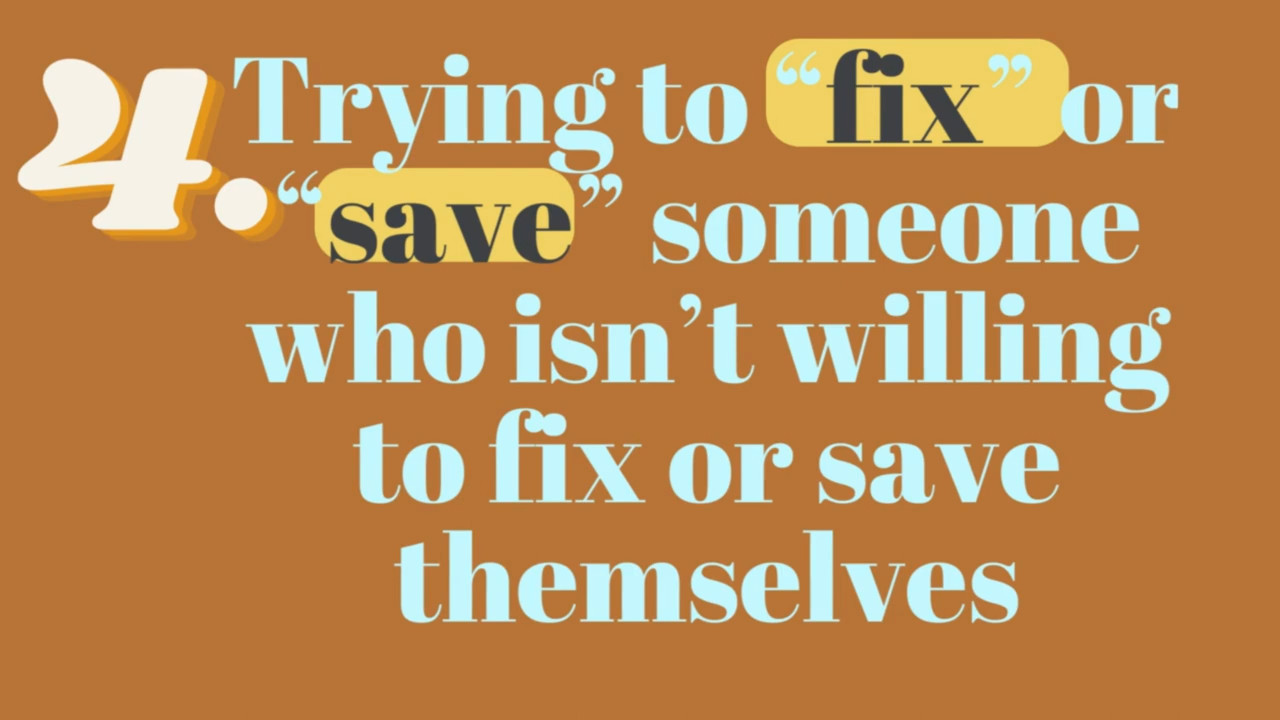 4. Trying to “fix” or
“save” someone
who isn’t willing
to fix or save
themselves